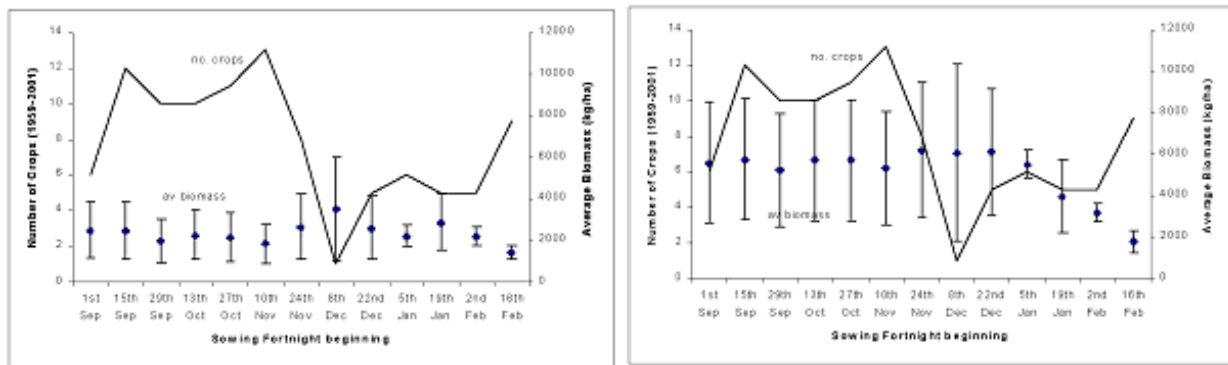 14
12
10
8
6
4
2
0
Number of Crops (1959-2001)
no. crops
av biomass
12000
10000
8000
6000
4000
2000
0
Average Biomass (kg/ha)
1st 15th 29th 13th 27th 10th 24th 8th 22nd 5th 19th 2nd 16th
Sep Sep Sep Oct Oct Nov Nov Dec Dec Jan Jan Feb Feb
Sowing Fortnight beginning
14
12
10
8
6
4
2
0
Number of Crops (1959-2001)
no. crops
av biomass
12000
10000
8000
6000
4000
2000
0
Average Biomass (kg/ha)
1st 15th 29th 13th 27th 10th 24th 8th 22nd 5th 19th 2nd 16th
Sep Sep Sep Oct Oct Nov Nov Dec Dec Jan Jan Feb Feb
Sowing Fortnight beginning